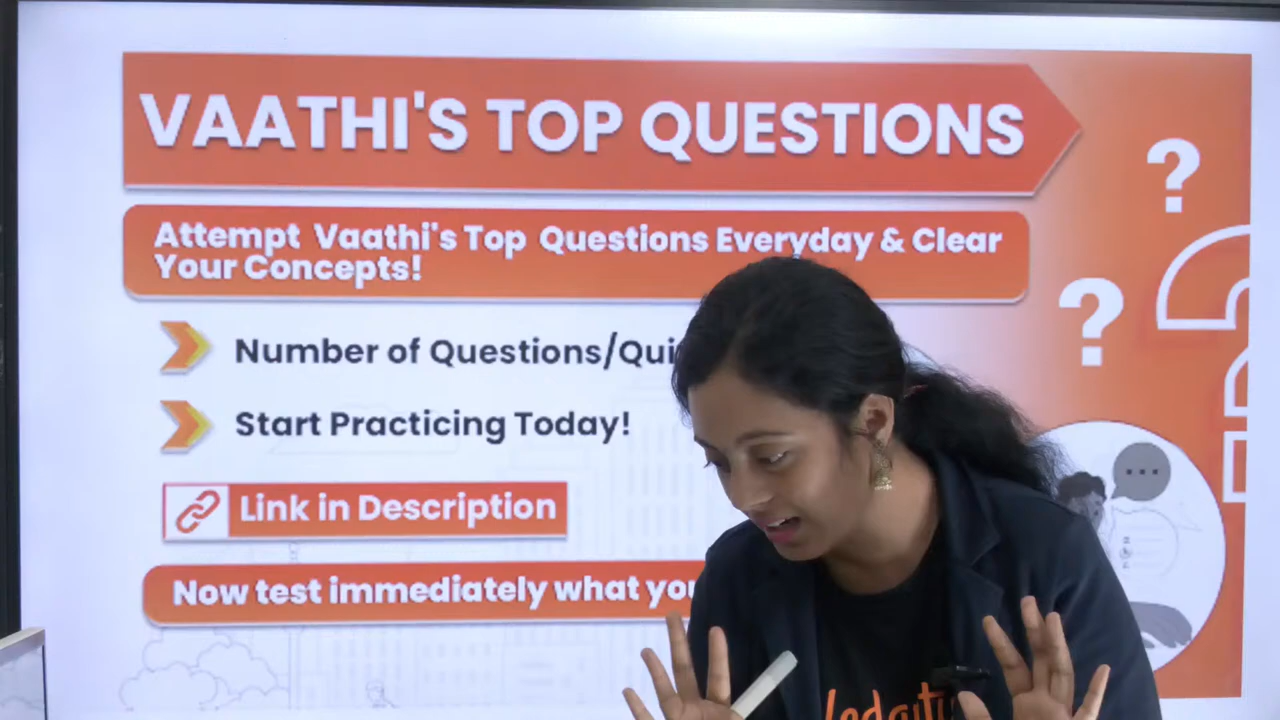 VAATHI'S TOP QUESTIONS
Attempt Vaathi's Top Questions Everyday & Clear
Your Concepts!
Number of Questions/Qui
Start Practicing Today!
Link in Description
Now test immediately what you
? ? ?